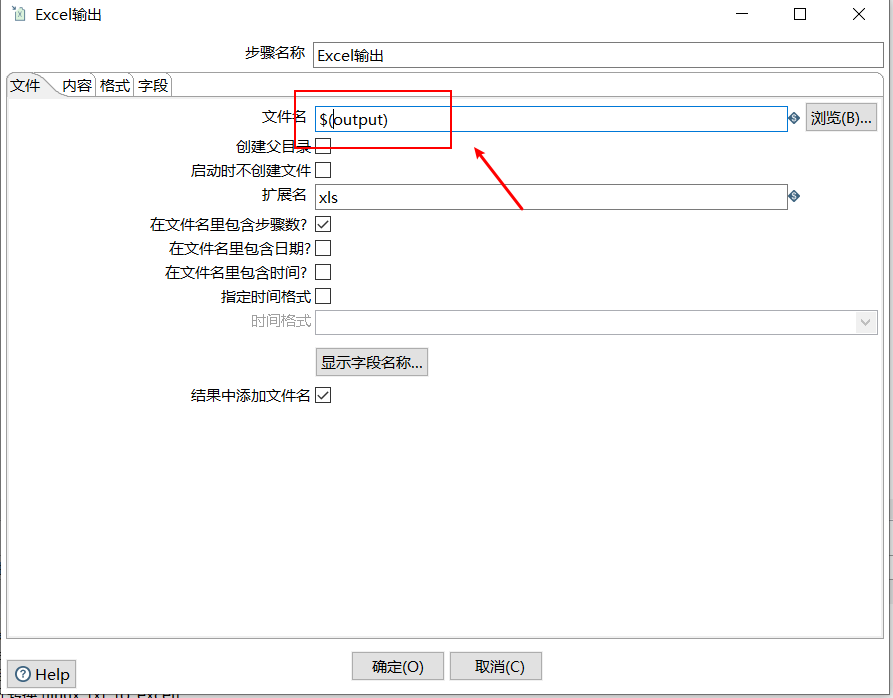 Excel输出
步骤名称 Excel输出
文件 内容 格式 字段
文件名 $(output) 浏览(B)...
创建父目录
启动时不创建文件
扩展名 xls
在文件名里包含步骤数?
在文件名里包含日期?
在文件名里包含时间?
指定时间格式
时间格式
显示字段名称...
结果中添加文件名
确定(O) 取消(C)
Help